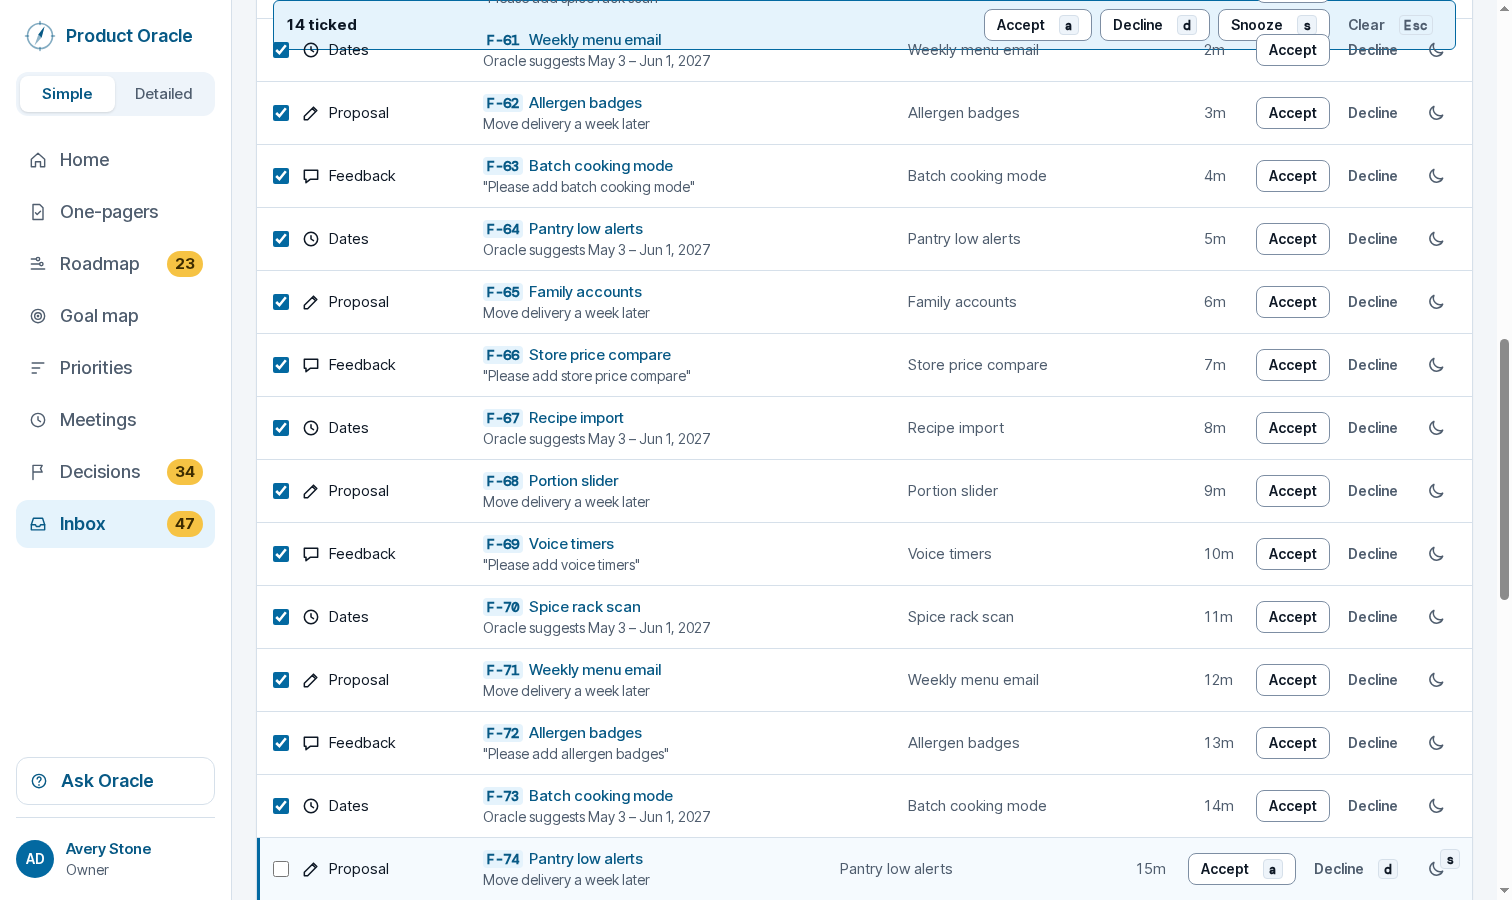 Product Oracle
Simple
Detailed
Home
One-pagers
Roadmap 23
Goal map
Priorities
Meetings
Decisions 34
Inbox 47
Ask Oracle
AD
Avery Stone
Owner
14 ticked Accept a Decline d Snooze s Clear Esc
Dates F-61 Weekly menu email Weekly menu email 2m Accept Decline
Oracle suggests May 3 – Jun 1, 2027
Proposal F-62 Allergen badges Allergen badges 3m Accept Decline
Move delivery a week later
Feedback F-63 Batch cooking mode Batch cooking mode 4m Accept Decline
"Please add batch cooking mode"
Dates F-64 Pantry low alerts Pantry low alerts 5m Accept Decline
Oracle suggests May 3 – Jun 1, 2027
Proposal F-65 Family accounts Family accounts 6m Accept Decline
Move delivery a week later
Feedback F-66 Store price compare Store price compare 7m Accept Decline
"Please add store price compare"
Dates F-67 Recipe import Recipe import 8m Accept Decline
Oracle suggests May 3 – Jun 1, 2027
Proposal F-68 Portion slider Portion slider 9m Accept Decline
Move delivery a week later
Feedback F-69 Voice timers Voice timers 10m Accept Decline
"Please add voice timers"
Dates F-70 Spice rack scan Spice rack scan 11m Accept Decline
Oracle suggests May 3 – Jun 1, 2027
Proposal F-71 Weekly menu email Weekly menu email 12m Accept Decline
Move delivery a week later
Feedback F-72 Allergen badges Allergen badges 13m Accept Decline
"Please add allergen badges"
Dates F-73 Batch cooking mode Batch cooking mode 14m Accept Decline
Oracle suggests May 3 – Jun 1, 2027
Proposal F-74 Pantry low alerts Pantry low alerts 15m Accept a Decline d s
Move delivery a week later